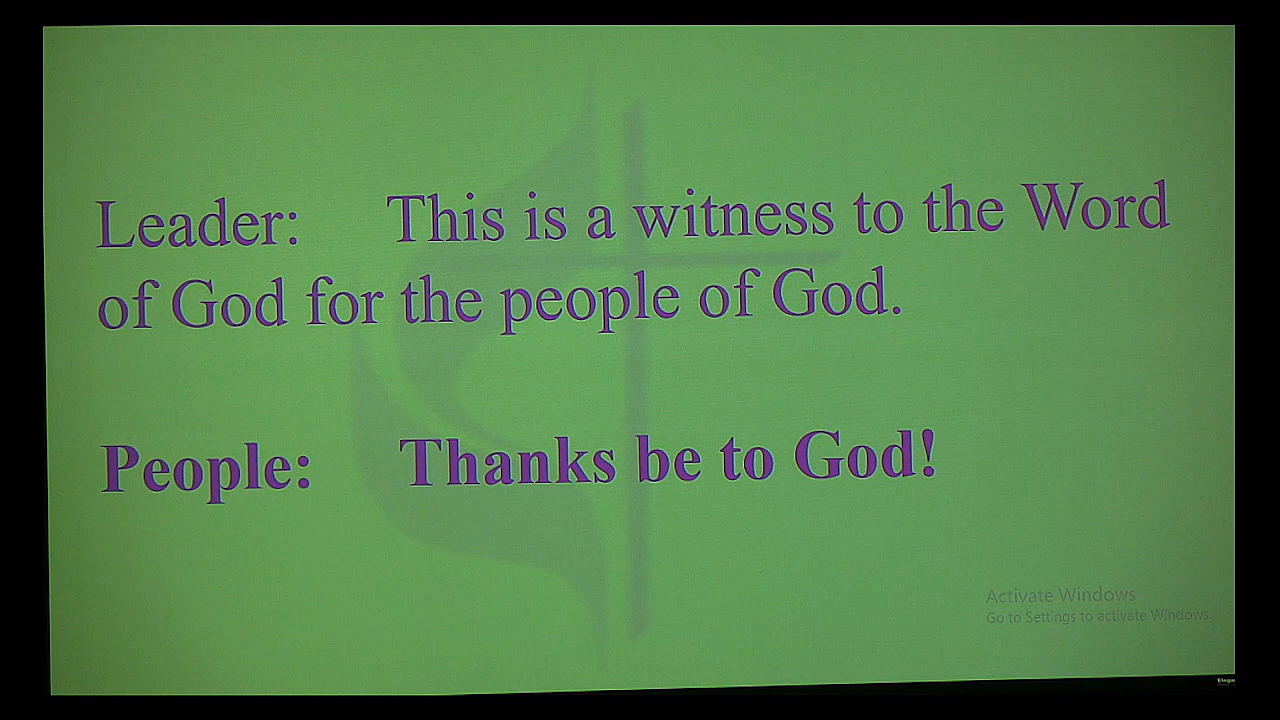 Leader: This is a witness to the Word
of God for the people of God.
People: Thanks be to God!
Activate Windows
Go to Settings to activate Windows.